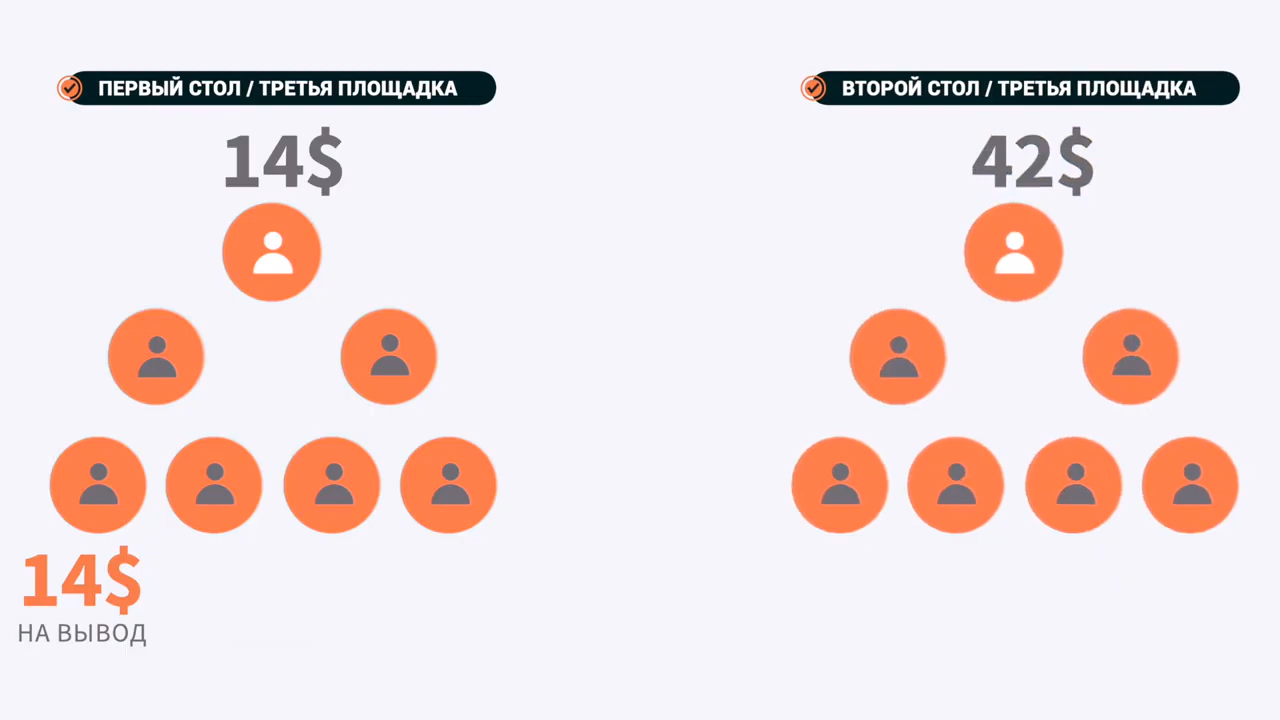 ПЕРВЫЙ СТОЛ / ТРЕТЬЯ ПЛОЩАДКА
14$
14$
НА ВЫВОД
ВТОРОЙ СТОЛ / ТРЕТЬЯ ПЛОЩАДКА
42$